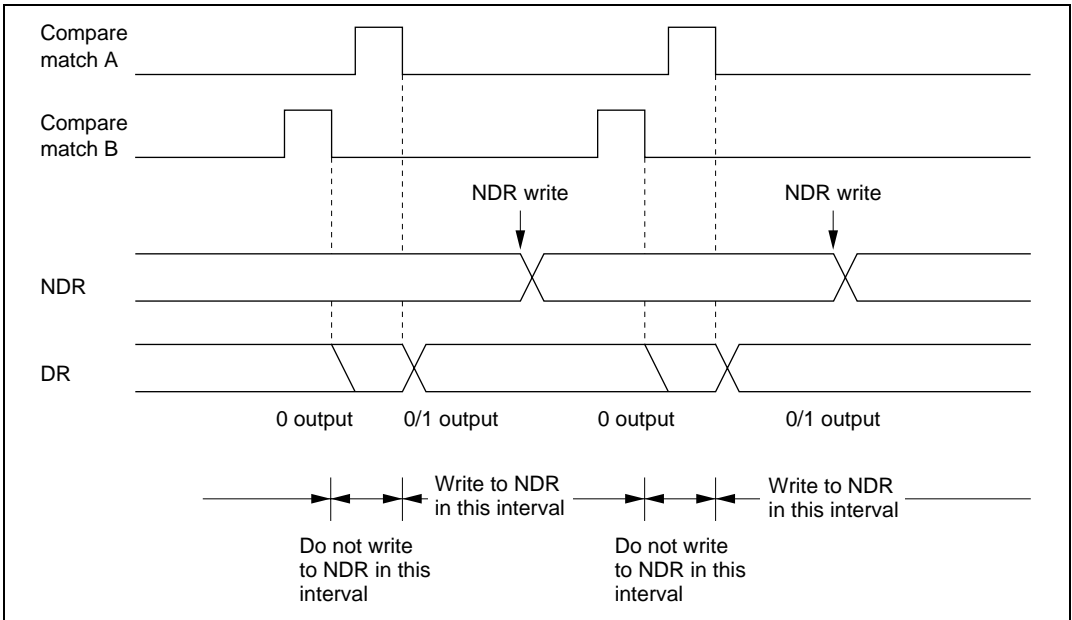 Compare
match A
Compare
match B
NDR write
NDR write
NDR
DR
0 output
0/1 output
0 output
0/1 output
Write to NDR
in this interval
Write to NDR
in this interval
Do not write
to NDR in this
interval
Do not write
to NDR in this
interval